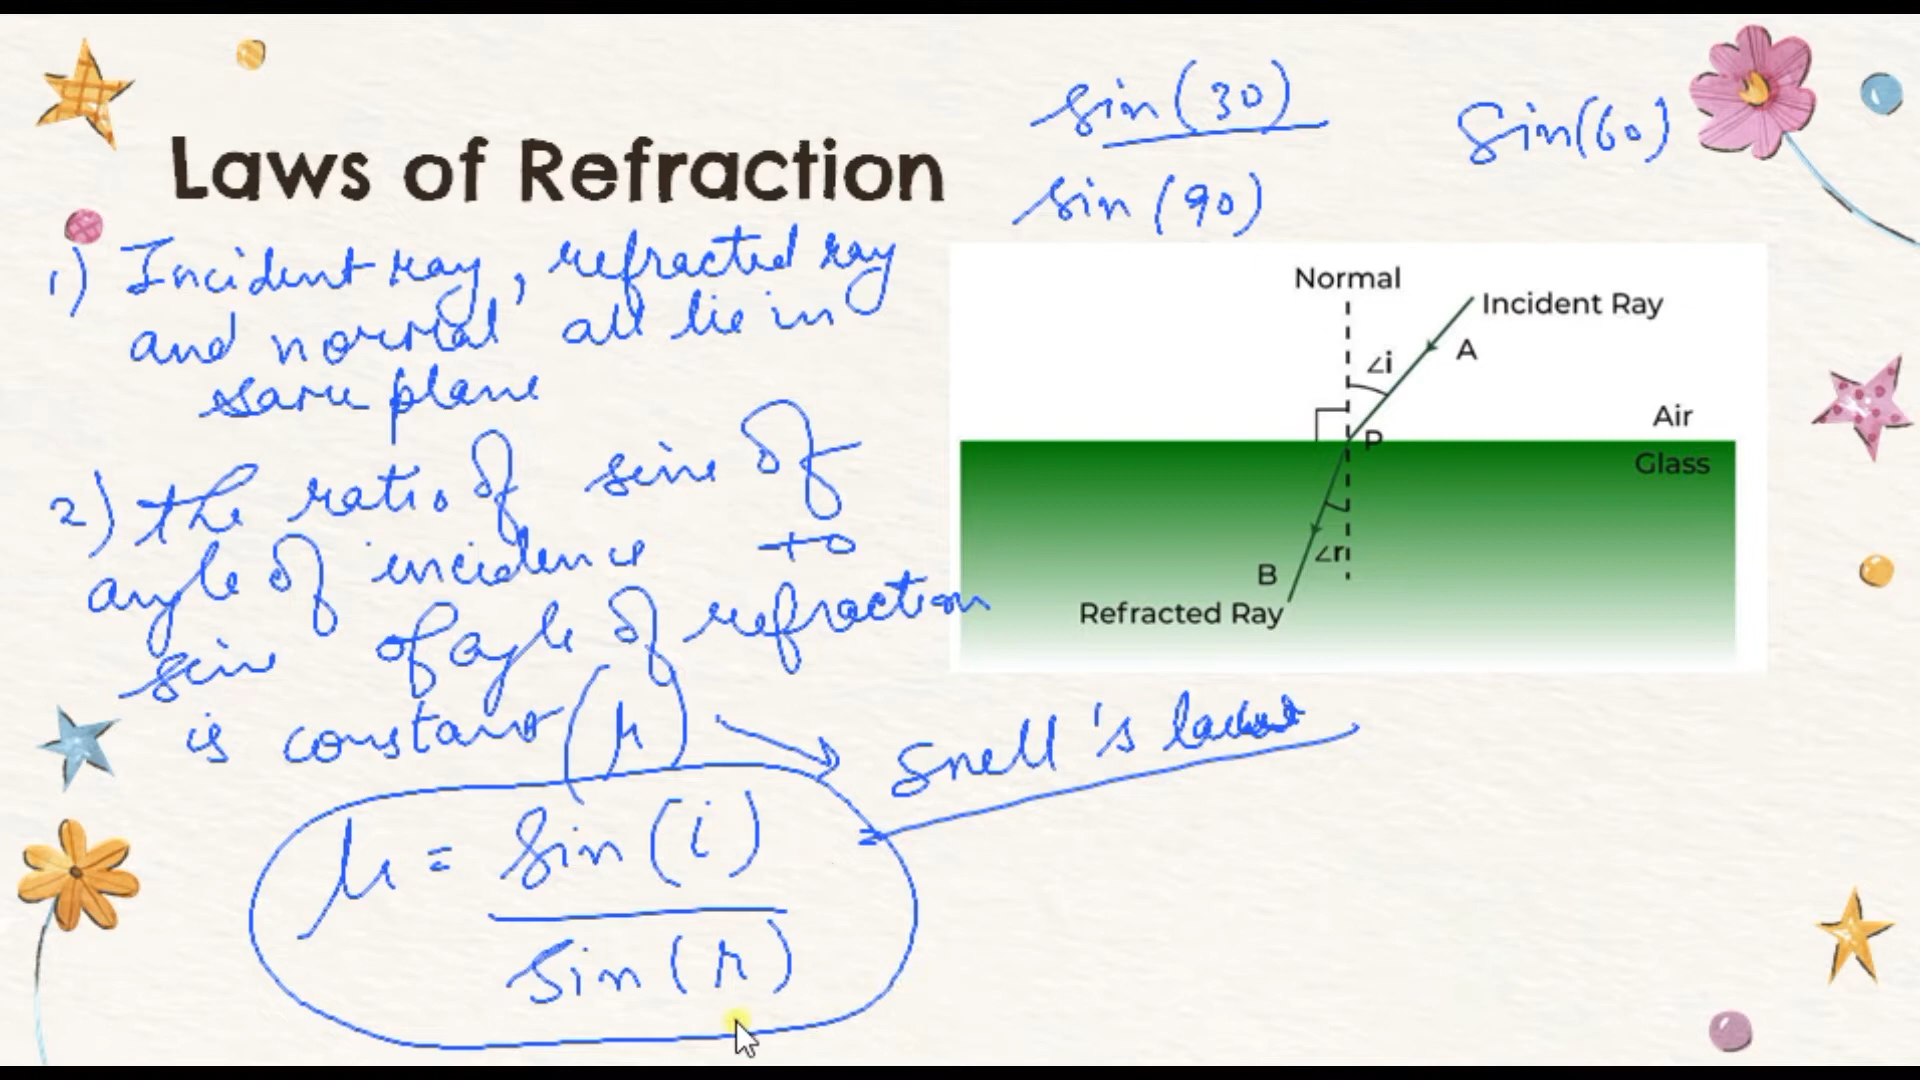 Laws of Refraction
sin(30)
sin(90)
sin(60)
1) Incident ray, refracted ray
and normal all lie in
same plane
2) the ratio of sine of
angle of incidence to
sine of agle of refraction
is constant (μ)
Snell's
μ = sin(i)
sin(r)
Normal
Incident Ray
∠i
A
Air
P
Glass
∠r
B
Refracted Ray